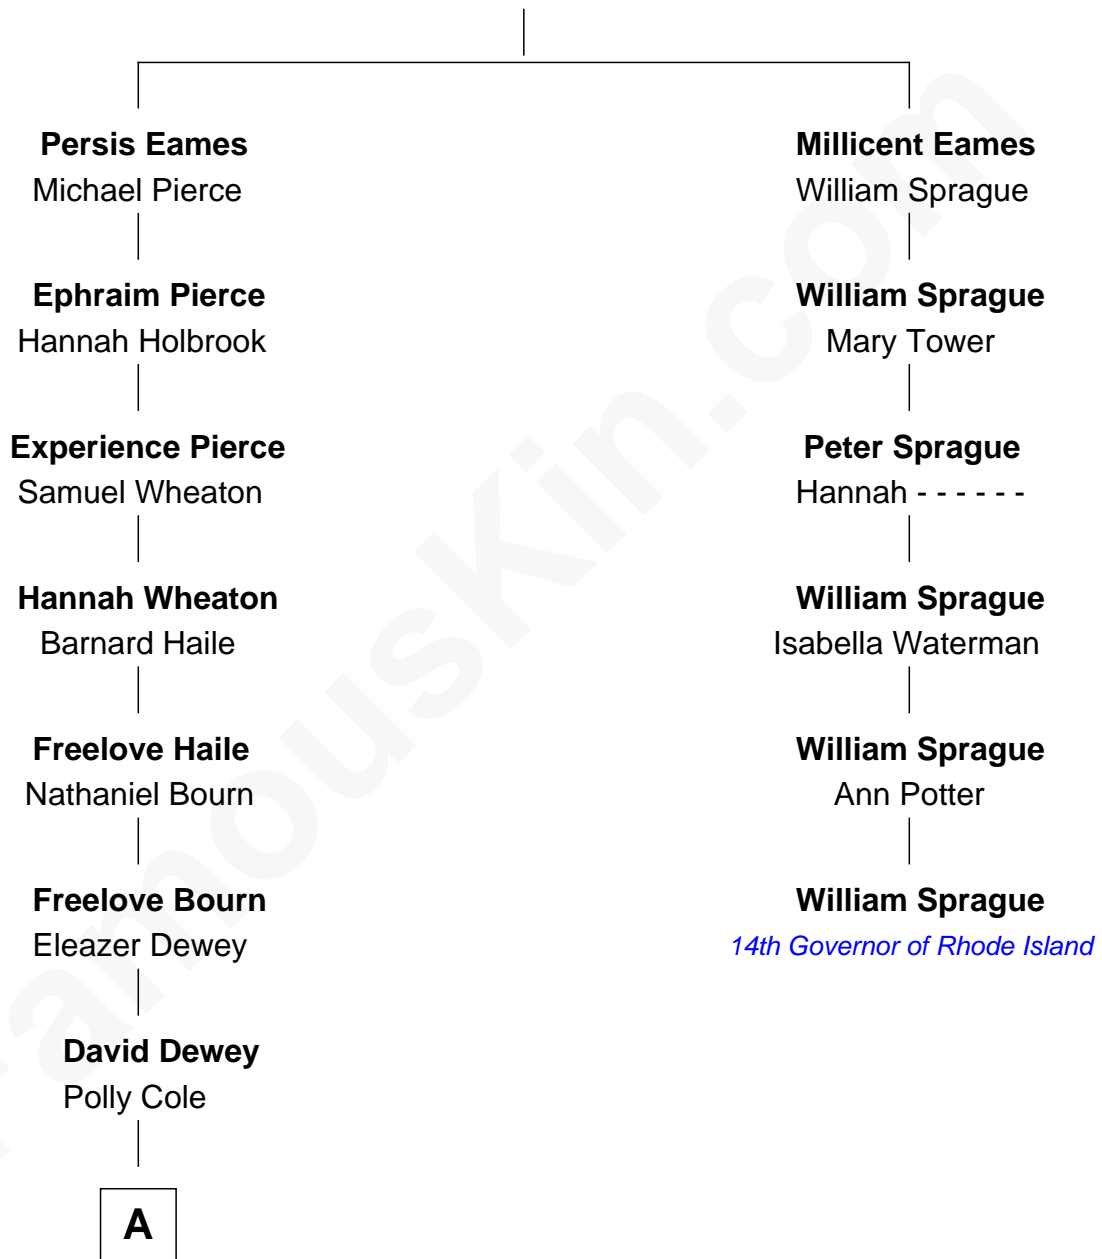 Persis Eames
Michael Pierce
Ephraim Pierce
Hannah Holbrook
Experience Pierce
Samuel Wheaton
Hannah Wheaton
Barnard Haile
Freelove Haile
Nathaniel Bourn
Freelove Bourn
Eleazer Dewey
David Dewey
Polly Cole
A
Millicent Eames
William Sprague
William Sprague
Mary Tower
Peter Sprague
Hannah - - - - - -
William Sprague
Isabella Waterman
William Sprague
Ann Potter
William Sprague
14th Governor of Rhode Island
FamousKin.com